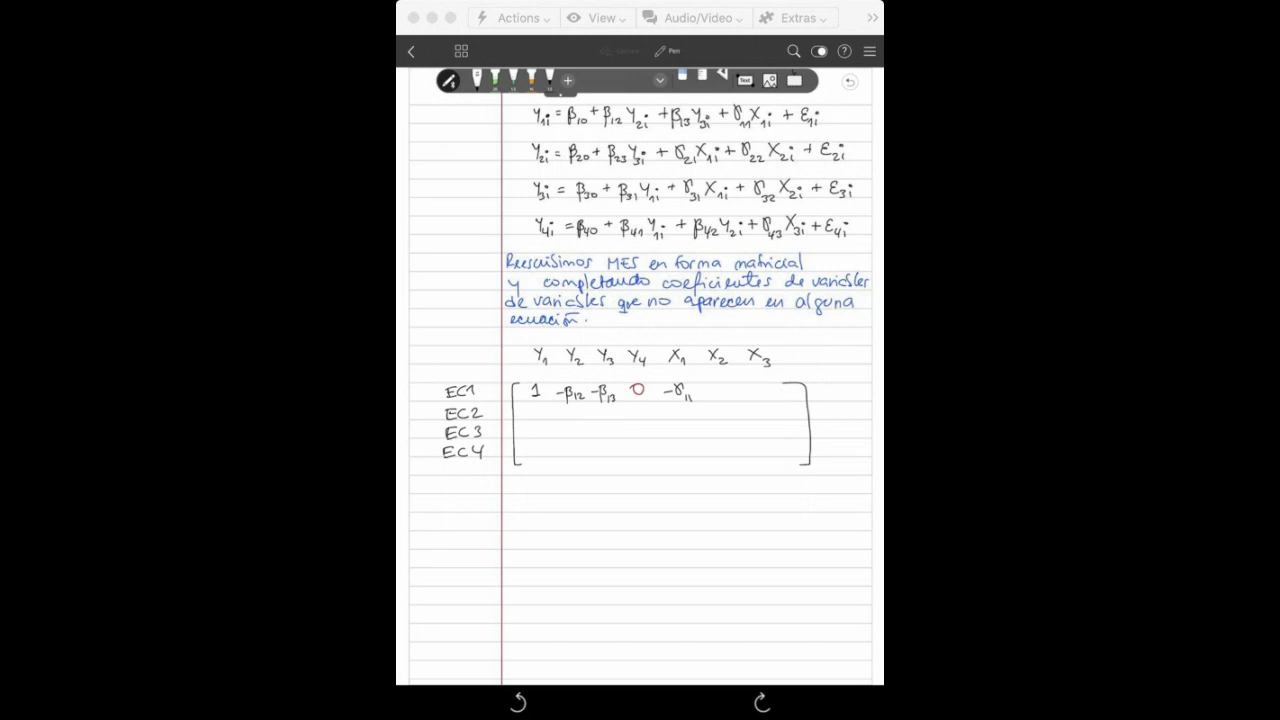 Actions View Audio/Video Extras
Pen
Text
Y1i = β10 + β12 Y2i + β13 Y3i + γ11 X1i + ε1i
Y2i = β20 + β23 Y3i + γ21 X1i + γ22 X2i + ε2i
Y3i = β30 + β31 Y1i + γ31 X1i + γ32 X2i + ε3i
Y4i = β40 + β41 Y1i + β42 Y2i + γ43 X3i + ε4i
Reescribimos MES en forma matricial
y completando coeficientes de variables
de variables que no aparecen en alguna
ecuación.
Y1 Y2 Y3 Y4 X1 X2 X3
EC1 1 -β12 -β13 0 -γ11
EC2
EC3
EC4